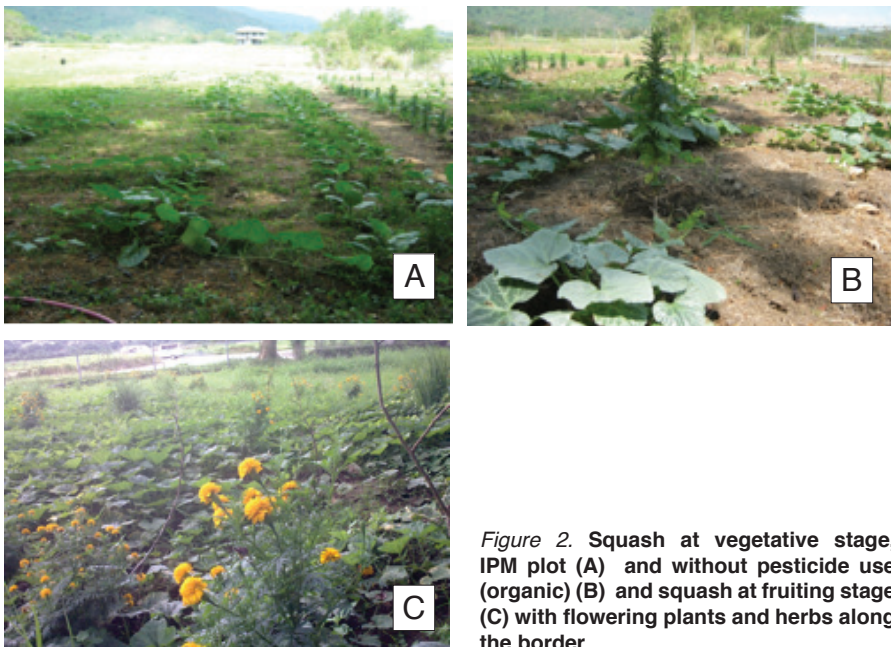 A
B
C
Figure 2. Squash at vegetative stage,
IPM plot (A) and without pesticide use
(organic) (B) and squash at fruiting stage
(C) with flowering plants and herbs along
the border